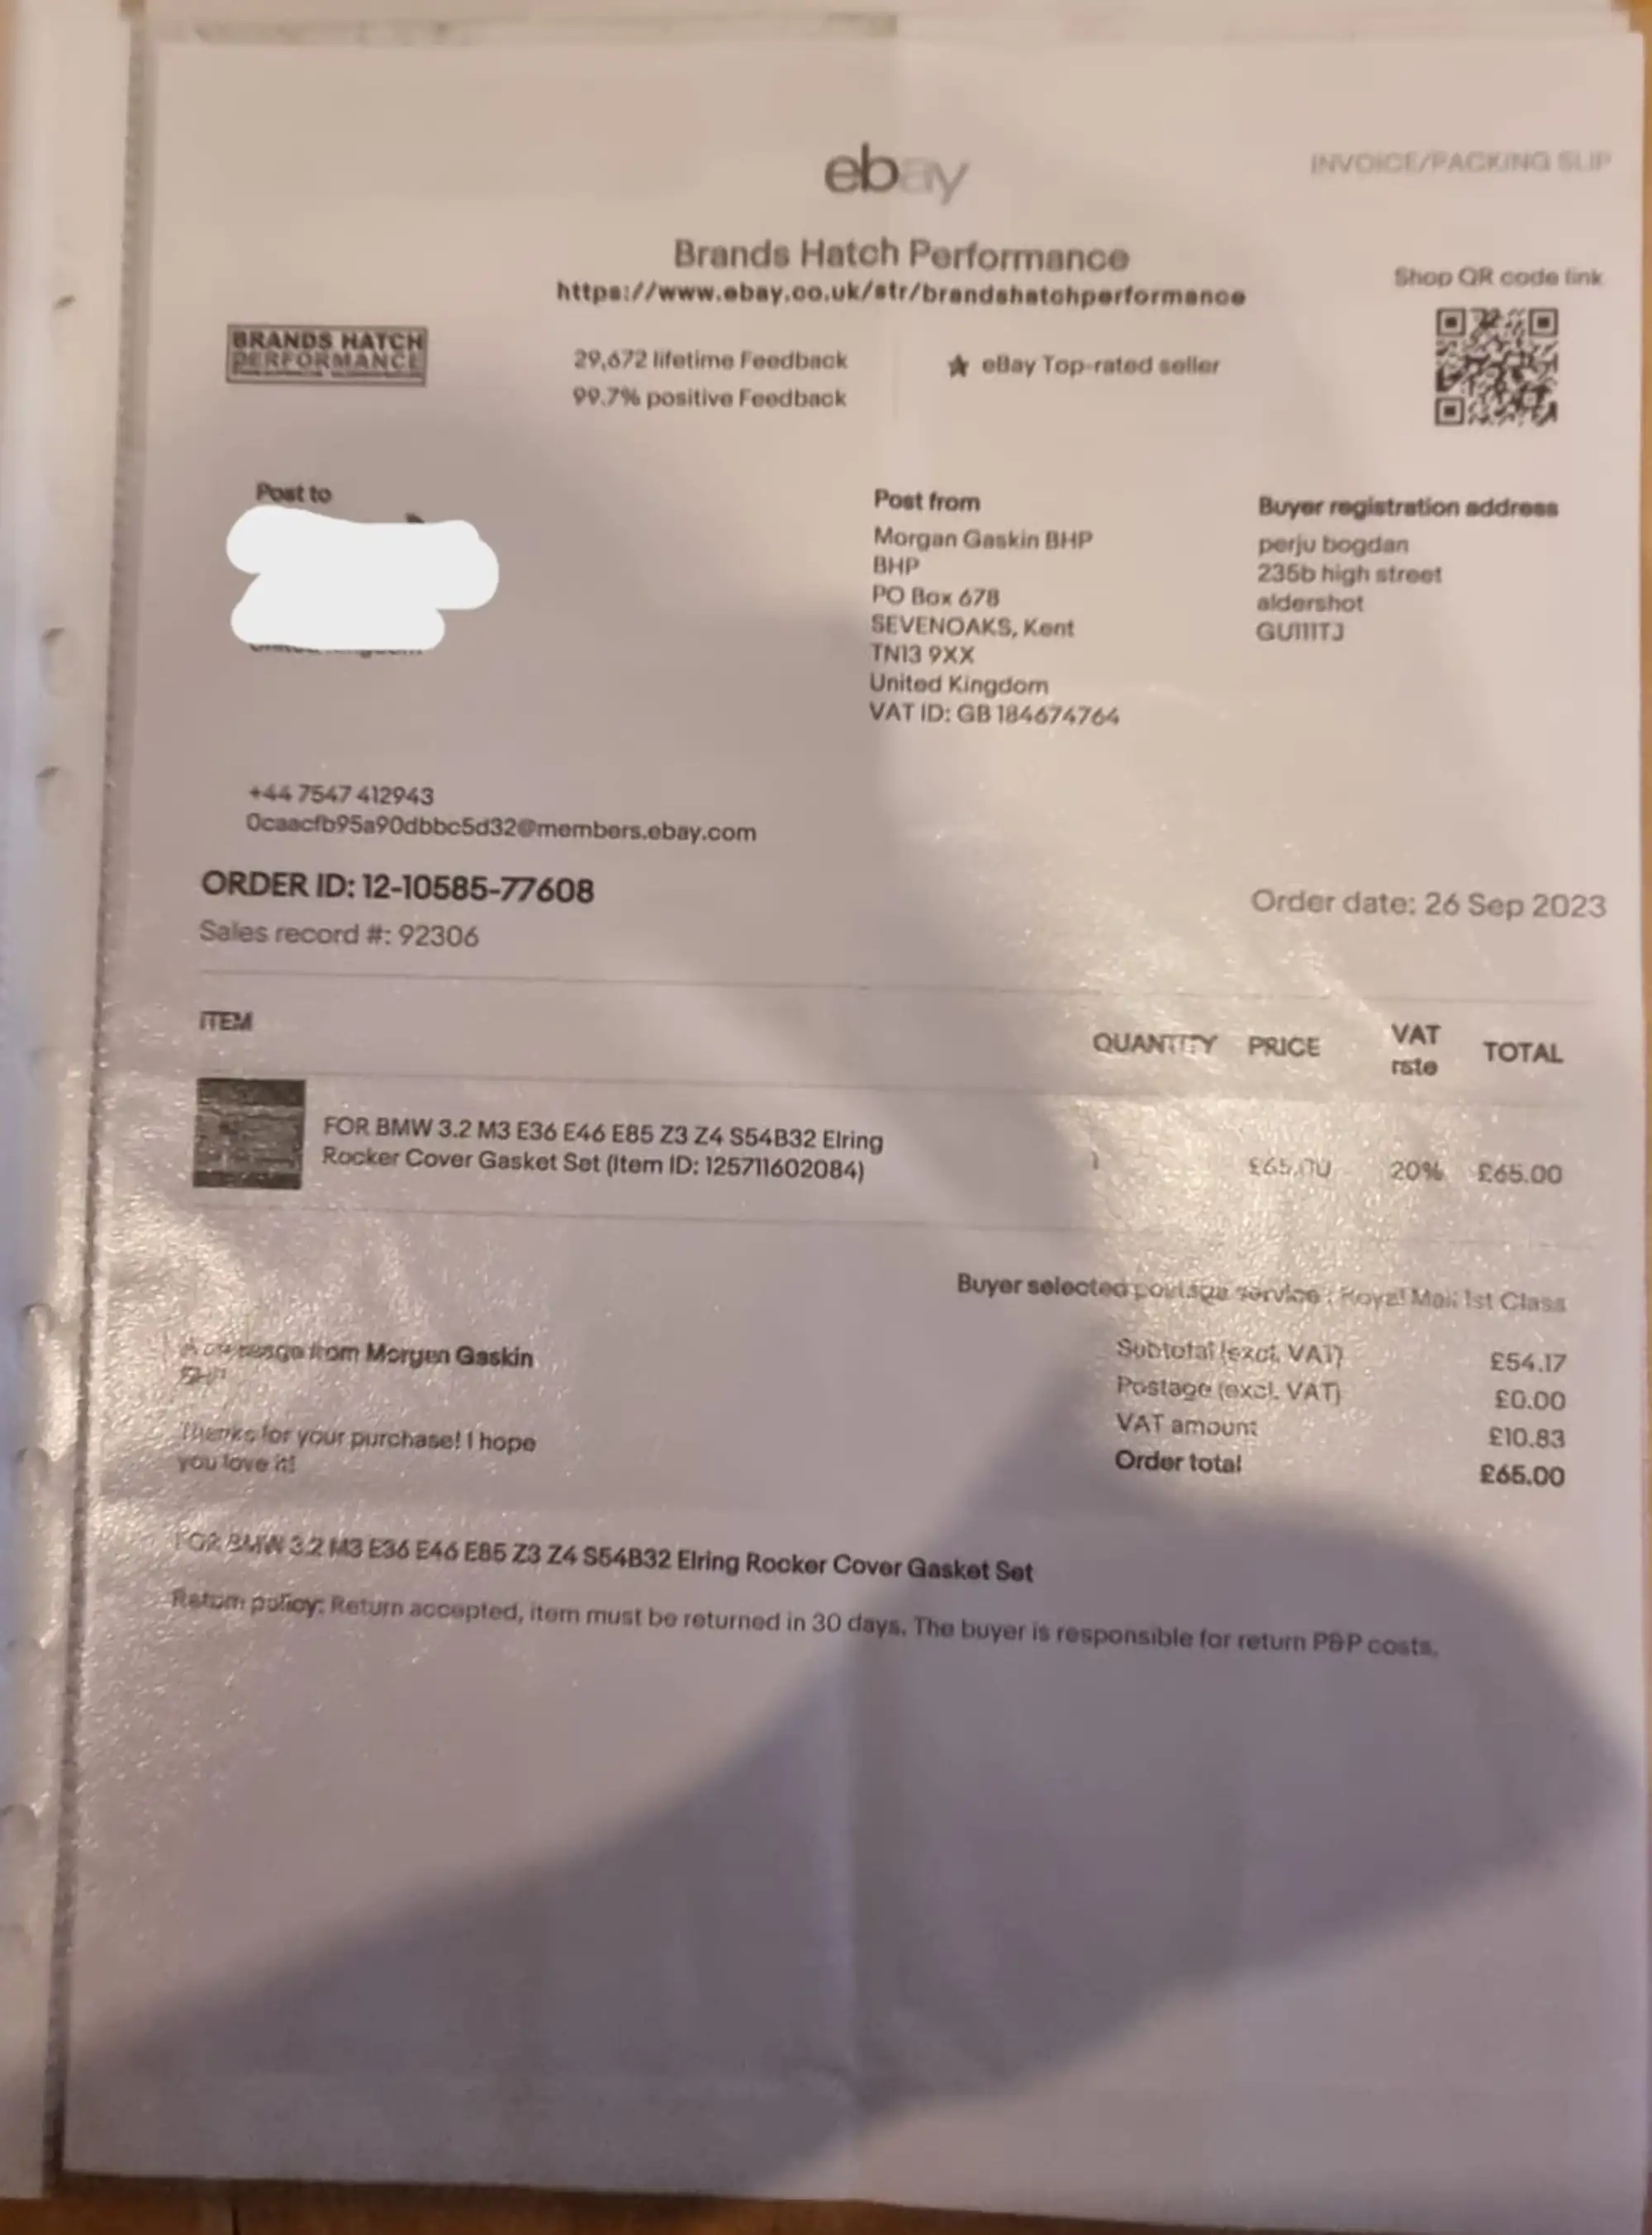 ebay
INVOICE/PACKING SLIP
Brands Hatch Performance
https://www.ebay.co.uk/str/brandshatchperformance
Shop QR code link
BRANDS HATCH
PERFORMANCE
29,672 lifetime Feedback
99.7% positive Feedback
★ eBay Top-rated seller
Post to
Post from
Morgan Gaskin BHP
BHP
PO Box 678
SEVENOAKS, Kent
TN13 9XX
United Kingdom
VAT ID: GB 184674764
Buyer registration address
perju bogdan
235b high street
aldershot
GU111TJ
+44 7547 412943
0caacfb95a90dbbc5d32@members.ebay.com
ORDER ID: 12-10585-77608
Order date: 26 Sep 2023
Sales record #: 92306
ITEM
QUANTITY PRICE VAT rate TOTAL
FOR BMW 3.2 M3 E36 E46 E85 Z3 Z4 S54B32 Elring
Rocker Cover Gasket Set (Item ID: 125711602084)
1 £65.00 20% £65.00
Buyer selected postage service : Royal Mail 1st Class
A message from Morgan Gaskin
BHP
Thanks for your purchase! I hope
you love it!
Subtotal (excl. VAT) £54.17
Postage (excl. VAT) £0.00
VAT amount £10.83
Order total £65.00
FOR BMW 3.2 M3 E36 E46 E85 Z3 Z4 S54B32 Elring Rocker Cover Gasket Set
Return policy: Return accepted, item must be returned in 30 days. The buyer is responsible for return P&P costs.